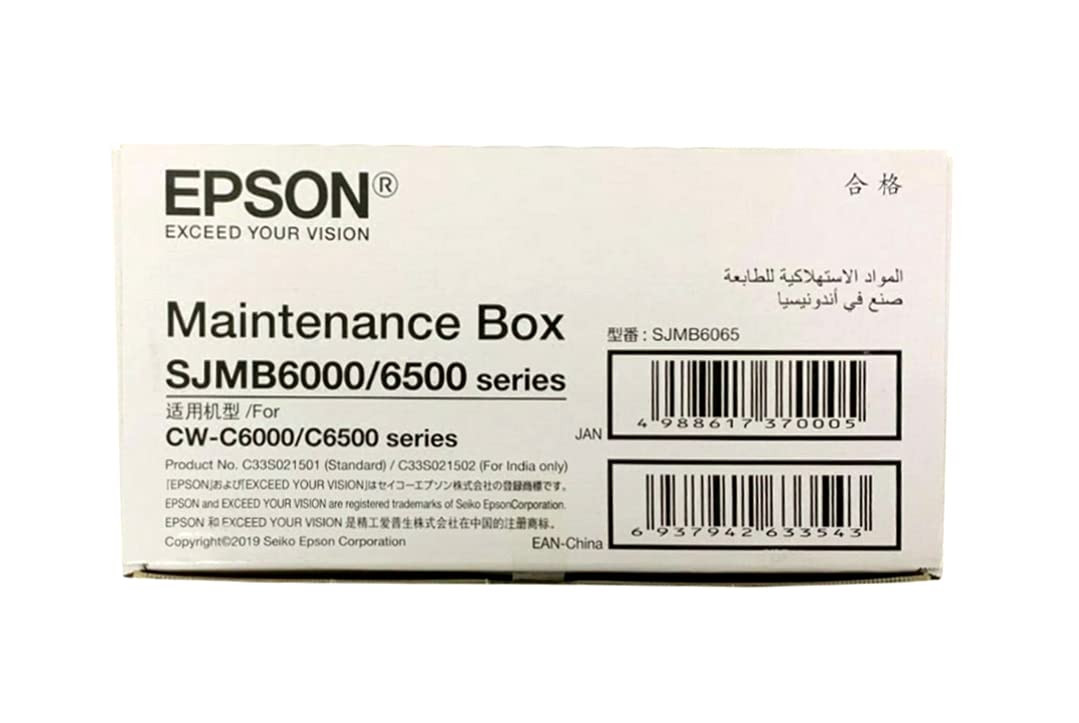 EPSON®
EXCEED YOUR VISION
合格
المواد الاستهلاكية للطابعة
صنع في أندونيسيا
Maintenance Box
SJMB6000/6500 series
适用机型 /For
CW-C6000/C6500 series
Product No. C33S021501 (Standard) / C33S021502 (For India only)
「EPSON」および「EXCEED YOUR VISION」はセイコーエプソン株式会社の登録商標です。
EPSON and EXCEED YOUR VISION are registered trademarks of Seiko EpsonCorporation.
EPSON 和 EXCEED YOUR VISION 是精工爱普生株式会社在中国的注册商标。
Copyright©2019 Seiko Epson Corporation
型番 : SJMB6065
JAN
4 988617 370005
EAN-China
6 937942 633543